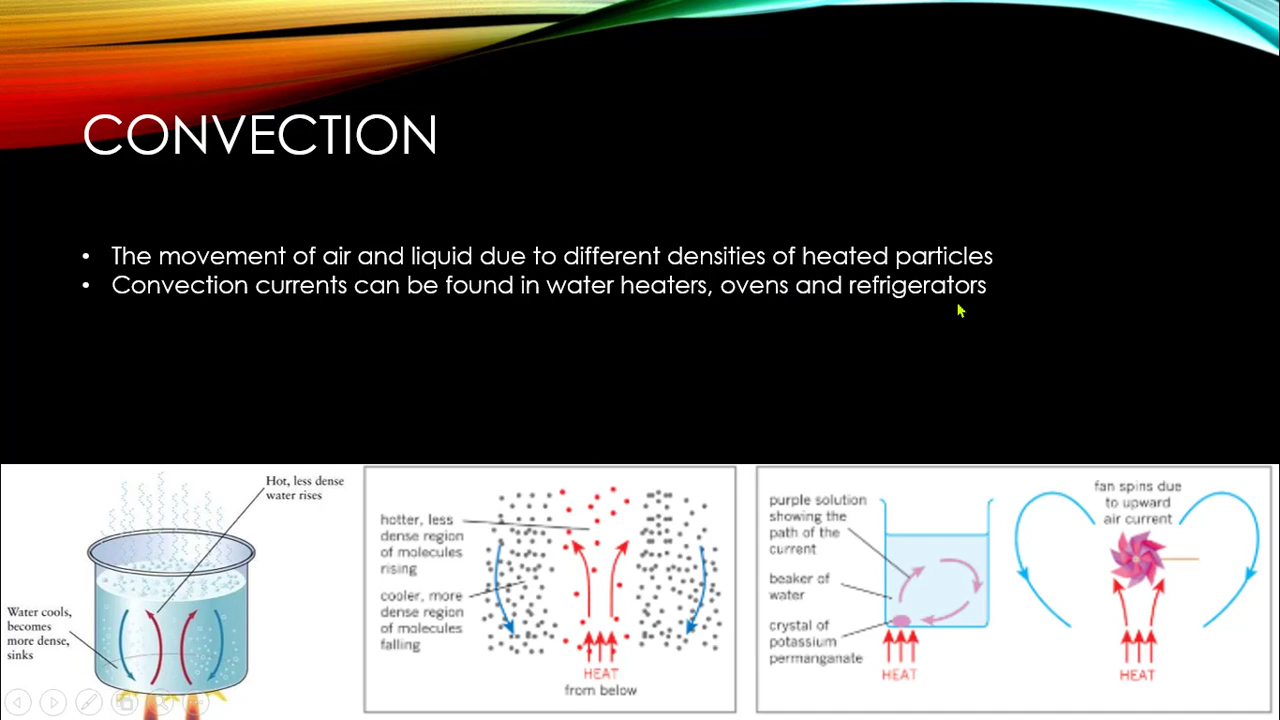 CONVECTION
• The movement of air and liquid due to different densities of heated particles
• Convection currents can be found in water heaters, ovens and refrigerators
Hot, less dense
water rises
Water cools,
becomes
more dense,
sinks
hotter, less
dense region
of molecules
rising
cooler, more
dense region
of molecules
falling
HEAT
from below
purple solution
showing the
path of the
current
beaker of
water
crystal of
potassium
permanganate
HEAT
fan spins due
to upward
air current
HEAT